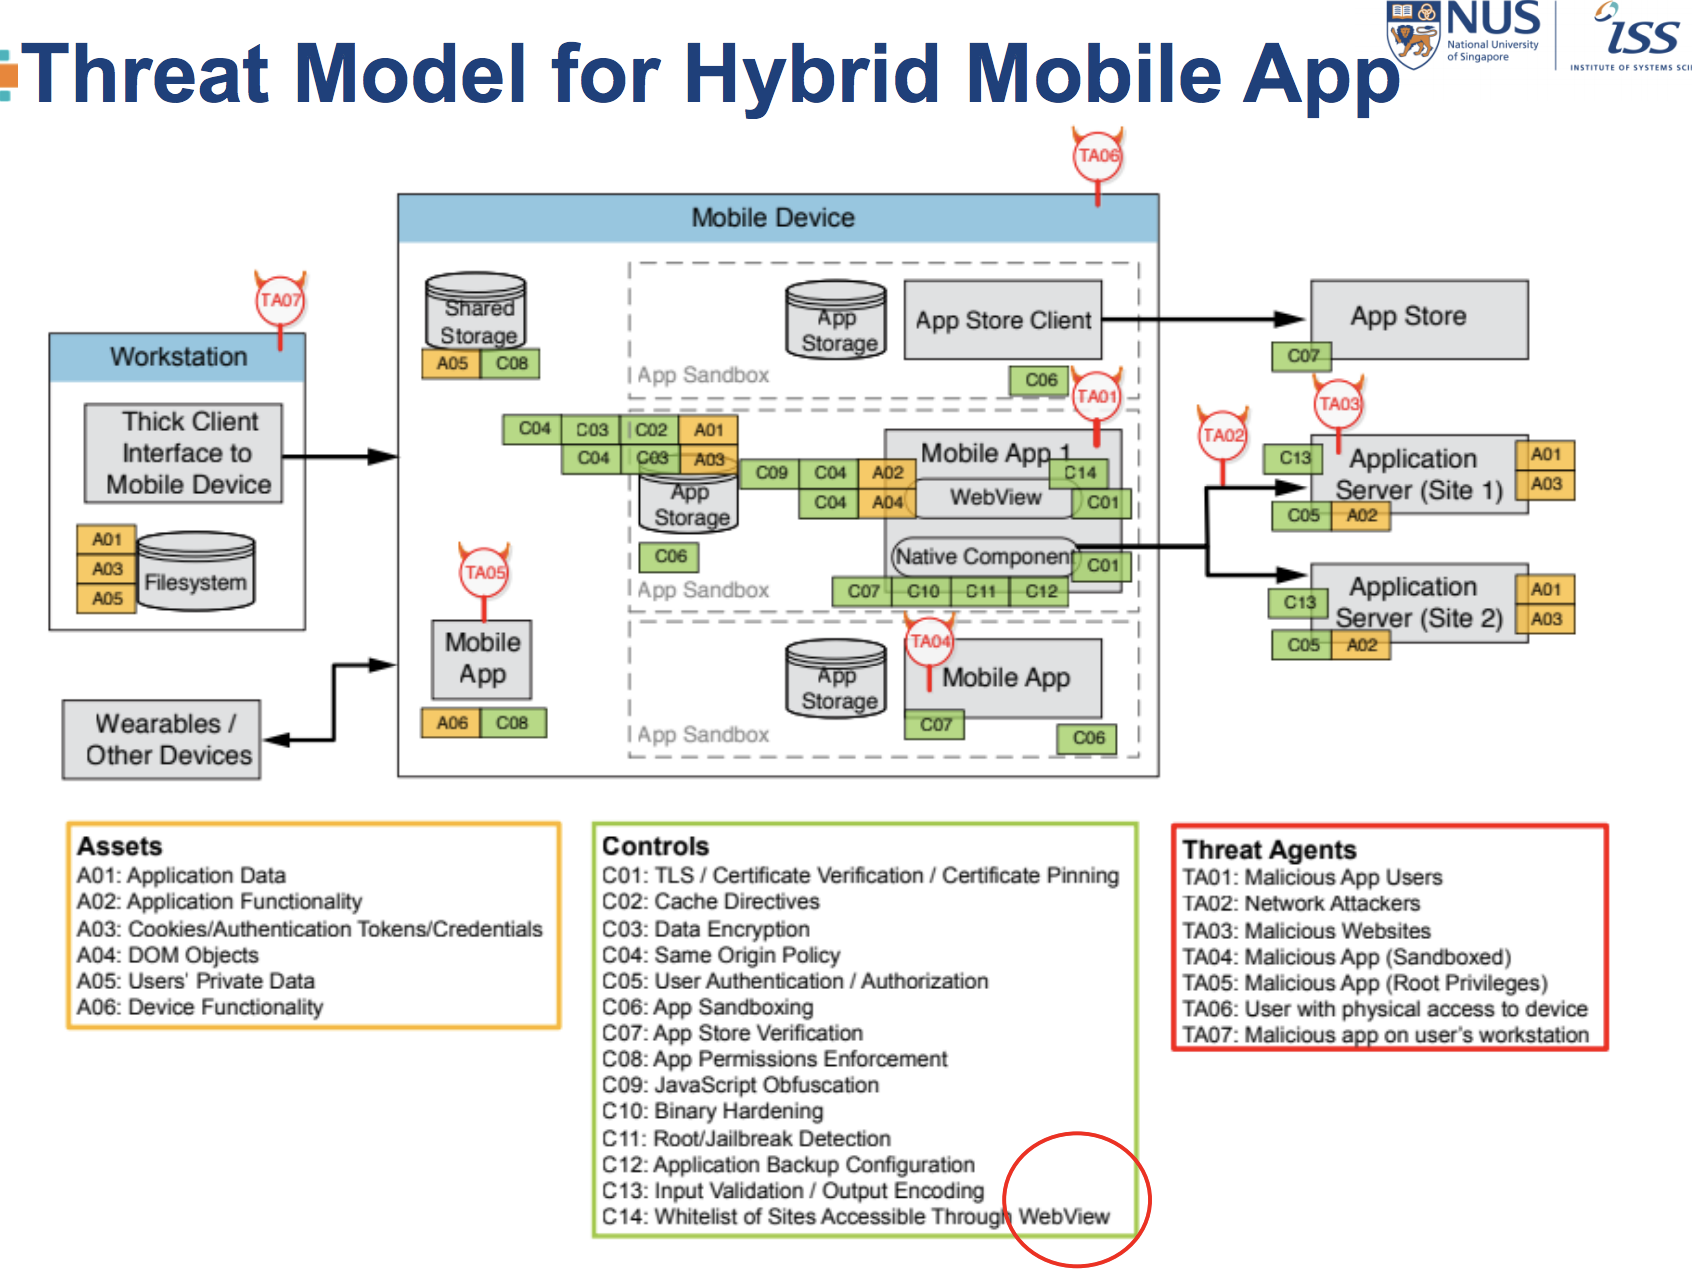 Threat Model for Hybrid Mobile App
NUS
National University
of Singapore
iss
INSTITUTE OF SYSTEMS SCI
TA06
Mobile Device
TA07
Workstation
Thick Client
Interface to
Mobile Device
A01
A03
A05
Filesystem
Wearables /
Other Devices
Shared
Storage
A05 C08
App
Storage
App Store Client
App Sandbox
C06
App Store
C07
TA01
C04 C03 C02 A01
C04 C03 A03
App
Storage
C06
App Sandbox
Mobile App 1
C09 C04 A02
C04 A04
C14
WebView
C01
Native Component
C01
C07 C10 C11 C12
TA02
TA03
C13
Application
Server (Site 1)
A01
A03
C05 A02
C13
Application
Server (Site 2)
A01
A03
C05 A02
TA05
Mobile
App
A06 C08
App
Storage
TA04
Mobile App
C07
C06
App Sandbox
Assets
A01: Application Data
A02: Application Functionality
A03: Cookies/Authentication Tokens/Credentials
A04: DOM Objects
A05: Users' Private Data
A06: Device Functionality
Controls
C01: TLS / Certificate Verification / Certificate Pinning
C02: Cache Directives
C03: Data Encryption
C04: Same Origin Policy
C05: User Authentication / Authorization
C06: App Sandboxing
C07: App Store Verification
C08: App Permissions Enforcement
C09: JavaScript Obfuscation
C10: Binary Hardening
C11: Root/Jailbreak Detection
C12: Application Backup Configuration
C13: Input Validation / Output Encoding
C14: Whitelist of Sites Accessible Through WebView
Threat Agents
TA01: Malicious App Users
TA02: Network Attackers
TA03: Malicious Websites
TA04: Malicious App (Sandboxed)
TA05: Malicious App (Root Privileges)
TA06: User with physical access to device
TA07: Malicious app on user's workstation